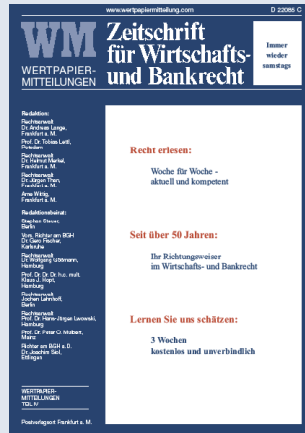 www.wertpapiermitteilung.com
D 22085 C
WM
WERTPAPIER-
MITTEILUNGEN
Zeitschrift
für Wirtschafts-
und Bankrecht
Immer
wieder
samstags
Redaktion:
Rechtsanwalt
Dr. Andreas Lange,
Frankfurt a. M.
Prof. Dr. Tobias Lettl,
Potsdam
Rechtsanwalt
Dr. Helmut Merkel,
Frankfurt a. M.
Rechtsanwalt
Dr. Jürgen Than,
Frankfurt a. M.
Arne Wittig,
Frankfurt a. M.
Redaktionsbeirat:
Stephan Steuer,
Berlin
Vors. Richter am BGH
Dr. Gero Fischer,
Karlsruhe
Rechtsanwalt
Dr. Wolfgang
Hamburg
Prof. Dr. Dr. Dr. h.c. mult.
Klaus J. Hopt,
Hamburg
Rechtsanwalt
Jochen Lehnhoff,
Berlin
Rechtsanwalt
Prof. Dr. Hans-Jürgen Lwowski,
Hamburg
Prof. Dr. Peter O. Mülbert,
Mainz
Richter am BGH a.D.
Dr. Joachim Siol,
Ettlingen
WERTPAPIER-
MITTEILUNGEN
TEIL IV
Postverlagsort Frankfurt a. M.
Recht erlesen:
Woche für Woche -
aktuell und kompetent
Seit über 50 Jahren:
Ihr Richtungsweiser
im Wirtschafts- und Bankrecht
Lernen Sie uns schätzen:
3 Wochen
kostenlos und unverbindlich